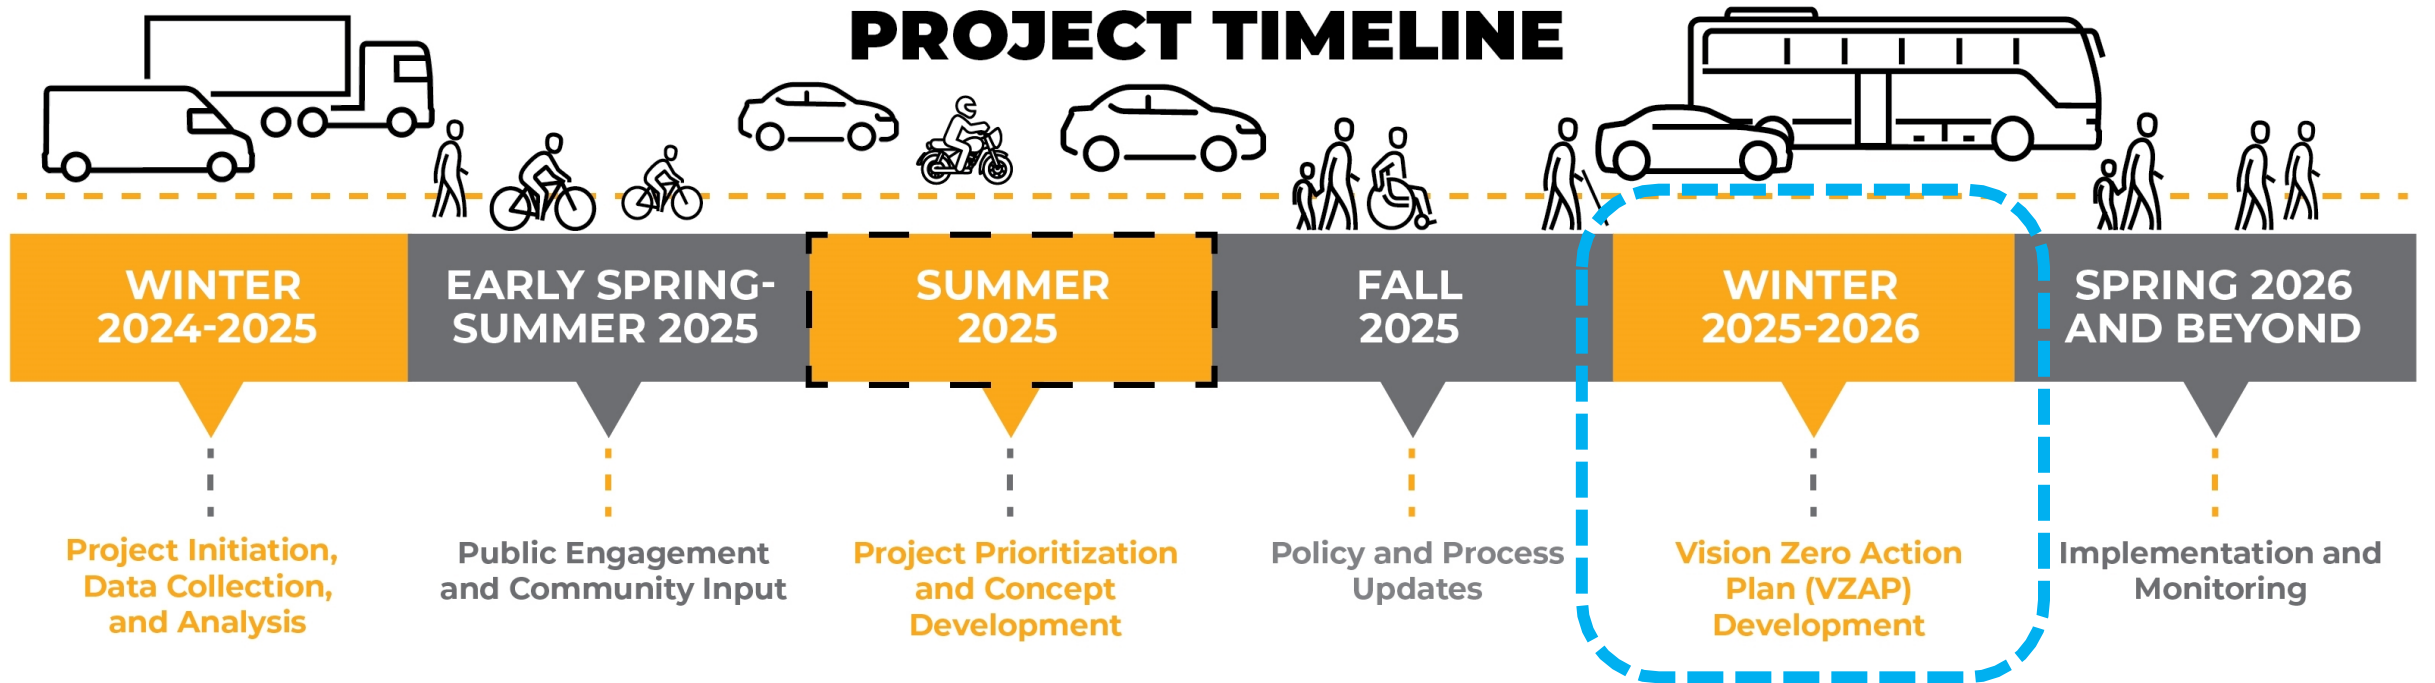 PROJECT TIMELINE
WINTER
2024-2025
EARLY SPRING-
SUMMER 2025
SUMMER
2025
FALL
2025
WINTER
2025-2026
SPRING 2026
AND BEYOND
Project Initiation,
Data Collection,
and Analysis
Public Engagement
and Community Input
Project Prioritization
and Concept
Development
Policy and Process
Updates
Vision Zero Action
Plan (VZAP)
Development
Implementation and
Monitoring